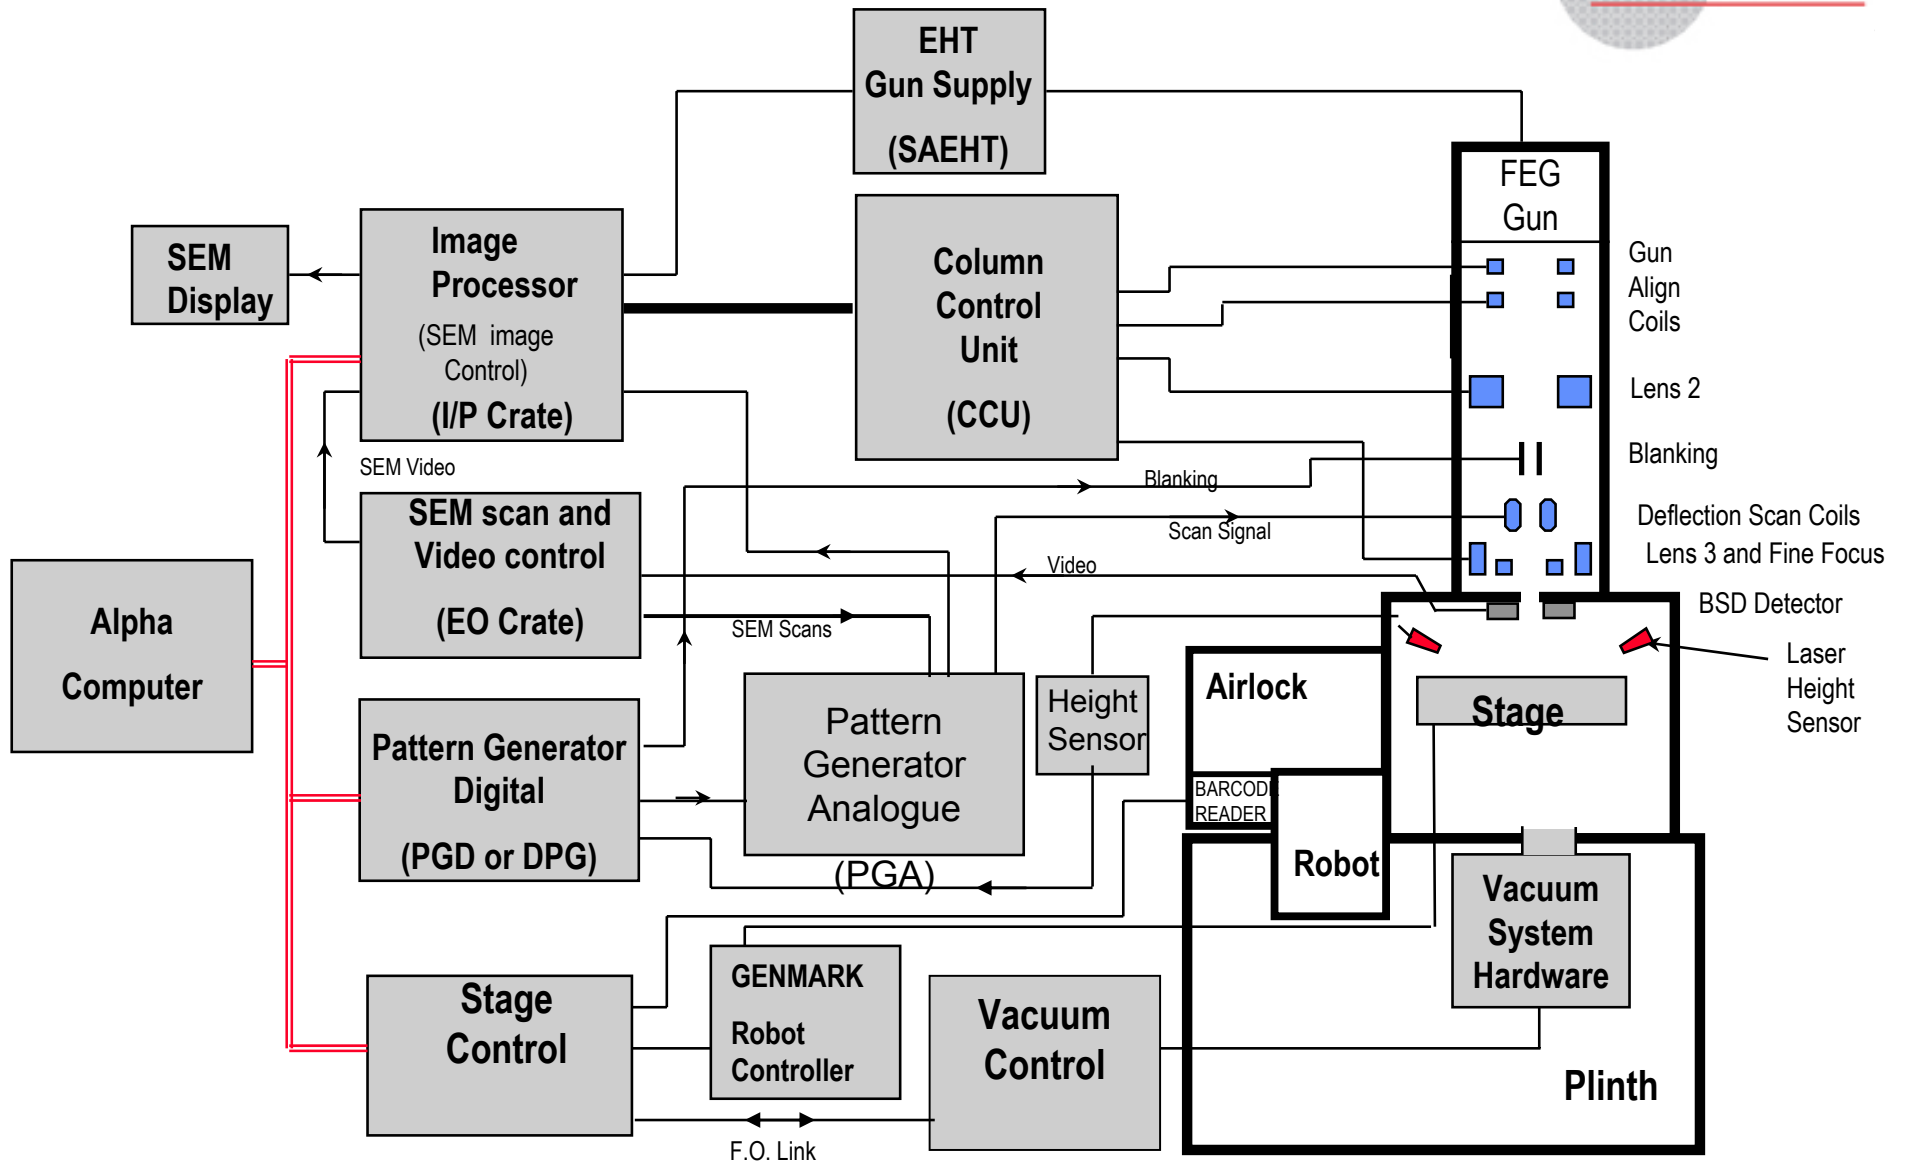 EHT
Gun Supply
(SAEHT)
FEG
Gun
SEM
Display
Image
Processor
(SEM image
Control)
(I/P Crate)
Column
Control
Unit
(CCU)
Gun
Align
Coils
Lens 2
Blanking
SEM Video
Blanking
Scan Signal
Deflection Scan Coils
Lens 3 and Fine Focus
SEM scan and
Video control
(EO Crate)
Video
SEM Scans
BSD Detector
Alpha
Computer
Laser
Height
Sensor
Airlock
Stage
Height
Sensor
Pattern Generator
Digital
(PGD or DPG)
Pattern
Generator
Analogue
(PGA)
BARCODE
READER
Robot
Vacuum
System
Hardware
Stage
Control
GENMARK
Robot
Controller
Vacuum
Control
Plinth
F.O. Link